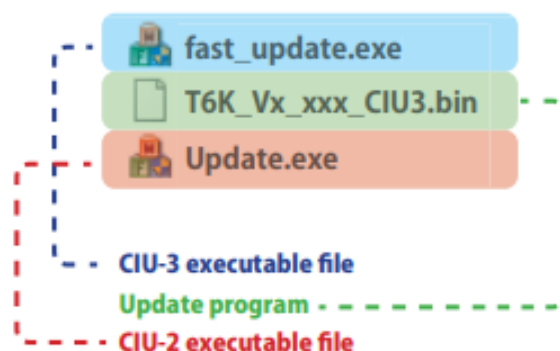 fast_update.exe
T6K_Vx_xxx_CIU3.bin
Update.exe
CIU-3 executable file
Update program
CIU-2 executable file